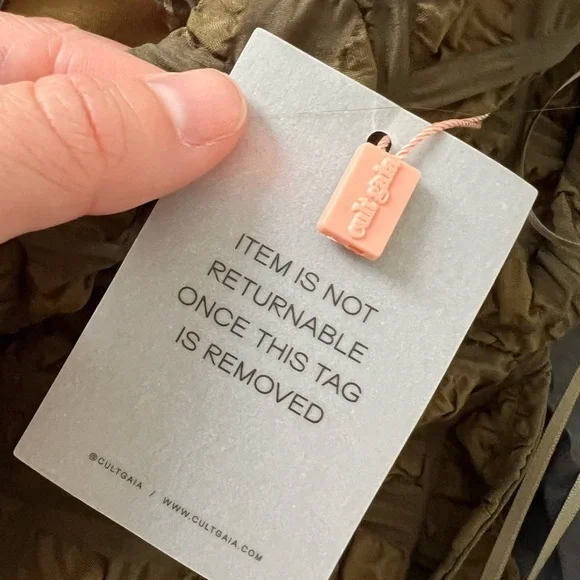 cult gaia
ITEM IS NOT
RETURNABLE
ONCE THIS TAG
IS REMOVED
@CULTGAIA / WWW.CULTGAIA.COM